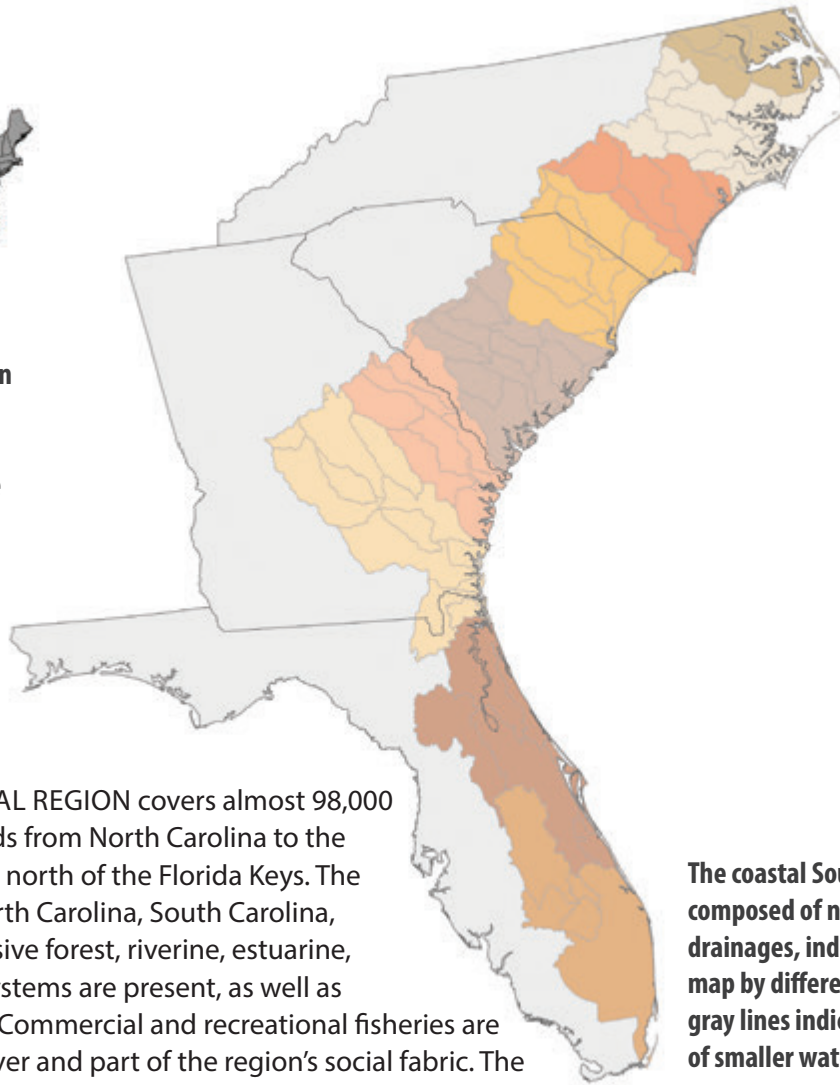 n
AL REGION covers almost 98,000
ds from North Carolina to the
north of the Florida Keys. The
rth Carolina, South Carolina,
sive forest, riverine, estuarine,
ystems are present, as well as
Commercial and recreational fisheries are
ver and part of the region’s social fabric. The
The coastal Sou
composed of n
drainages, ind
map by differe
gray lines indic
of smaller wat